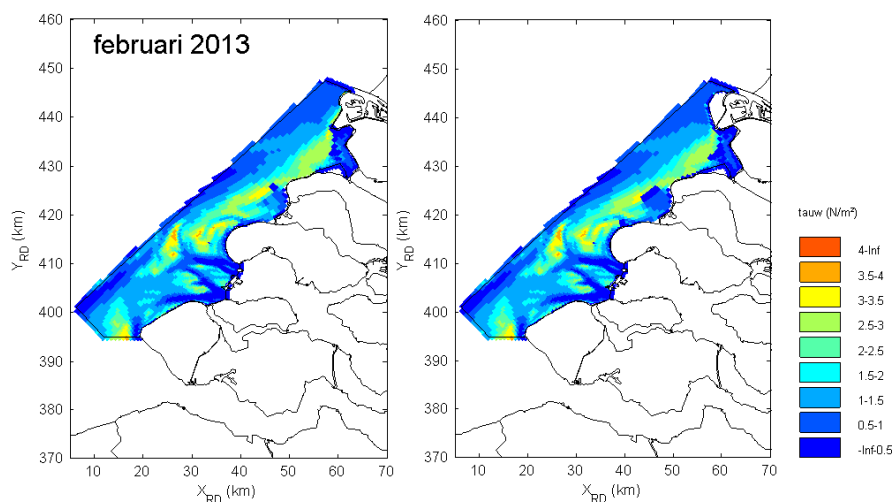 februari 2013
460
450
440
430
420
410
400
390
380
370
Y_RD (km)
10 20 30 40 50 60 70
X_RD (km)
460
450
440
430
420
410
400
390
380
370
Y_RD (km)
10 20 30 40 50 60 70
X_RD (km)
tauw (N/m²)
4-Inf
3.5-4
3-3.5
2.5-3
2-2.5
1.5-2
1-1.5
0.5-1
-Inf-0.5